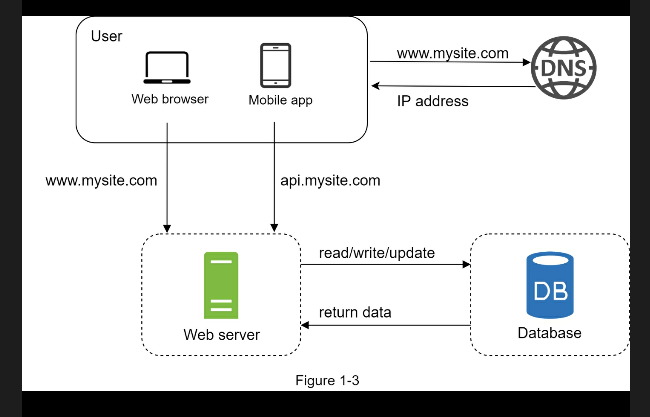 User
www.mysite.com
DNS
Web browser
Mobile app
IP address
www.mysite.com
api.mysite.com
read/write/update
DB
return data
Web server
Database
Figure 1-3